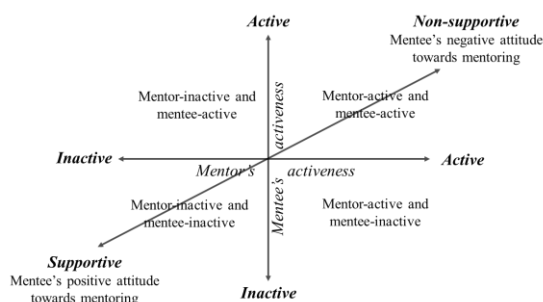 Active
Non-supportive
Mentee's negative attitude
towards mentoring
Mentor-inactive and
mentee-active
Mentor-active and
mentee-active
Inactive
Mentor's activeness
Active
Mentee's activeness
Mentor-inactive and
mentee-inactive
Mentor-active and
mentee-inactive
Supportive
Mentee's positive attitude
towards mentoring
Inactive